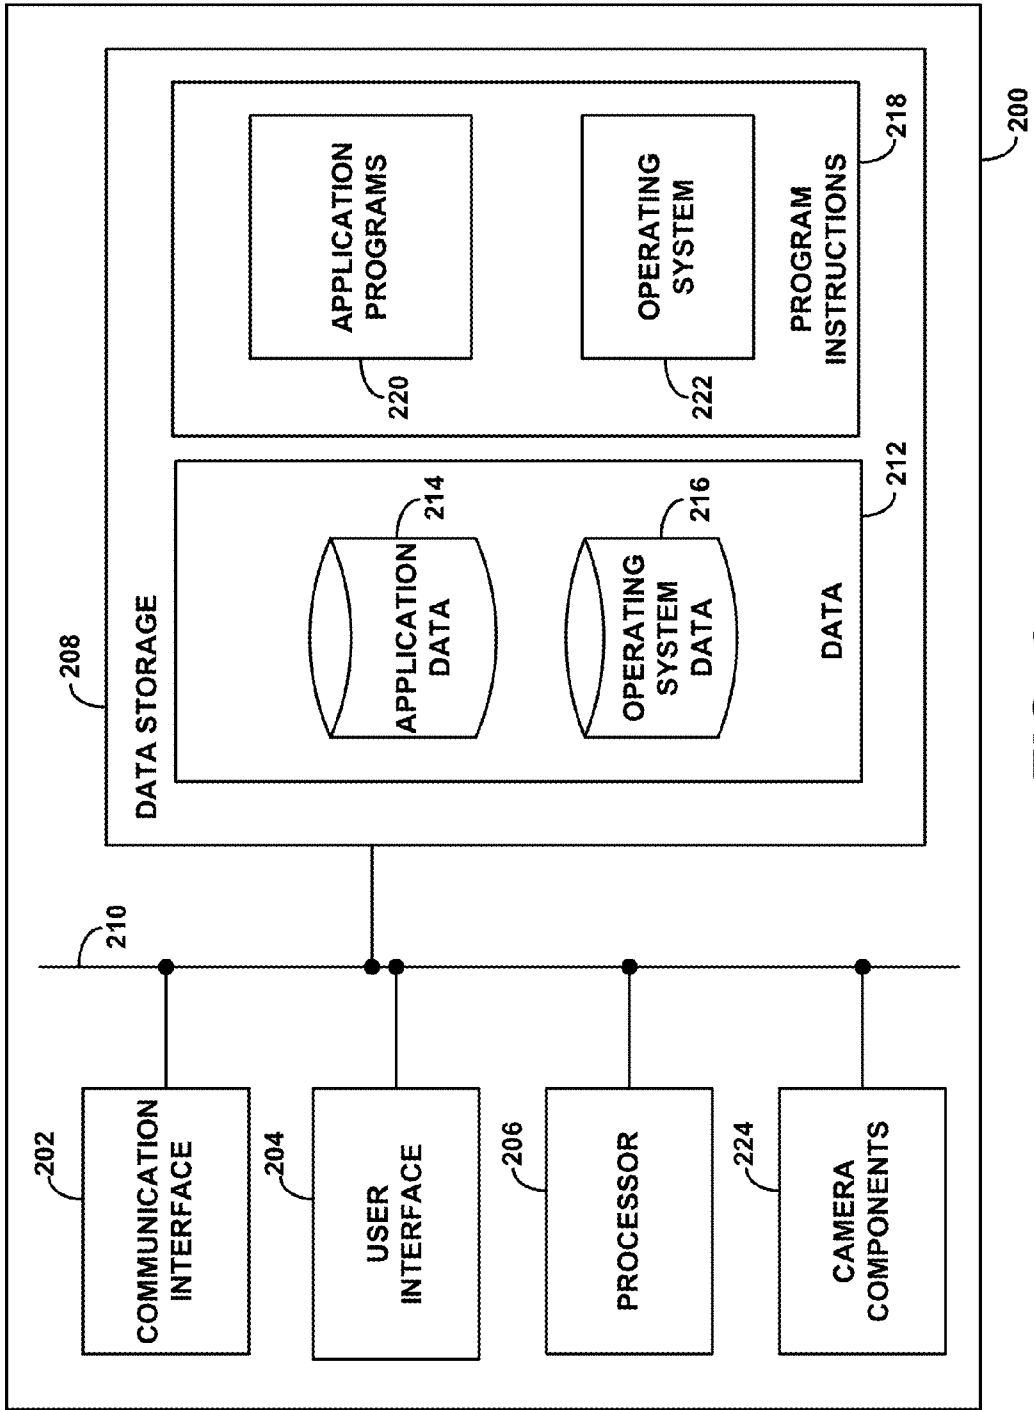 208
DATA STORAGE
214
APPLICATION
DATA
216
OPERATING
SYSTEM
DATA
DATA
212
APPLICATION
PROGRAMS
220
OPERATING
SYSTEM
222
PROGRAM
INSTRUCTIONS
218
200
210
202
COMMUNICATION
INTERFACE
204
USER
INTERFACE
206
PROCESSOR
224
CAMERA
COMPONENTS